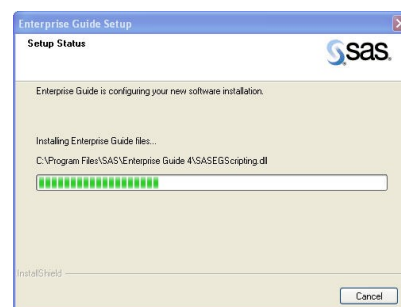 Enterprise Guide Setup
Setup Status
sas.
Enterprise Guide is configuring your new software installation.
Installing Enterprise Guide files...
C:\Program Files\SAS\Enterprise Guide 4\SASEGScripting.dll
InstallShield
Cancel